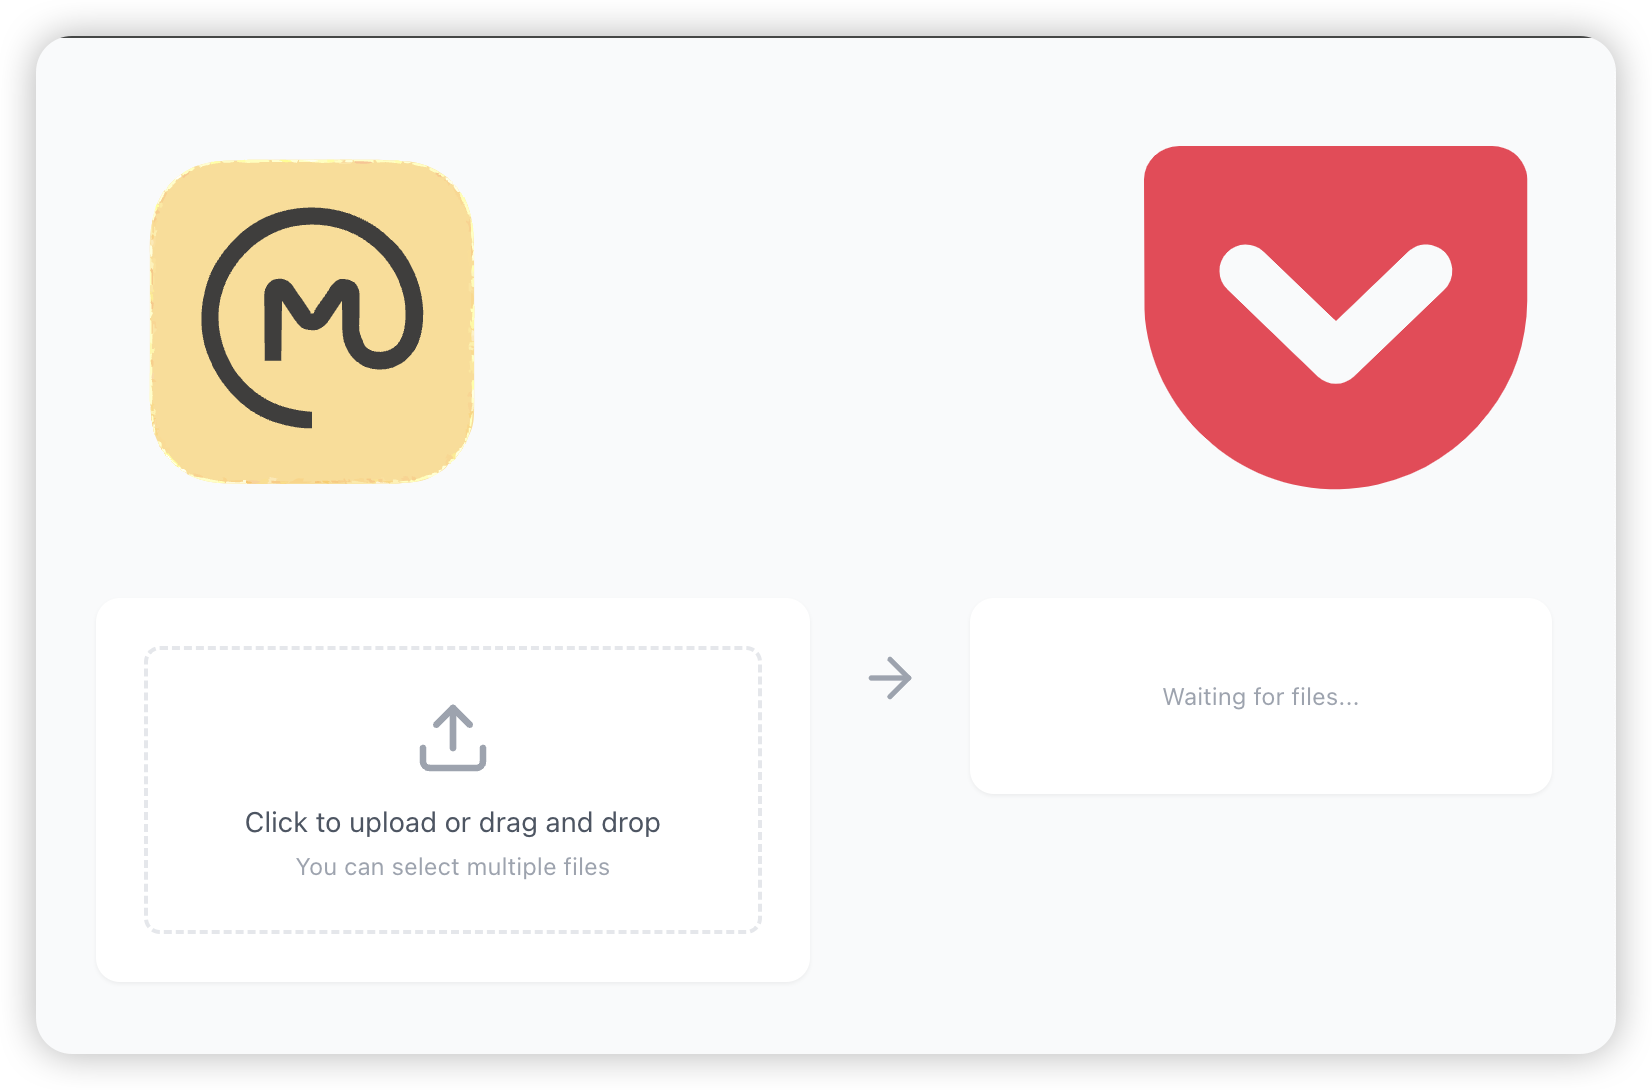 M
Click to upload or drag and drop
You can select multiple files
Waiting for files...